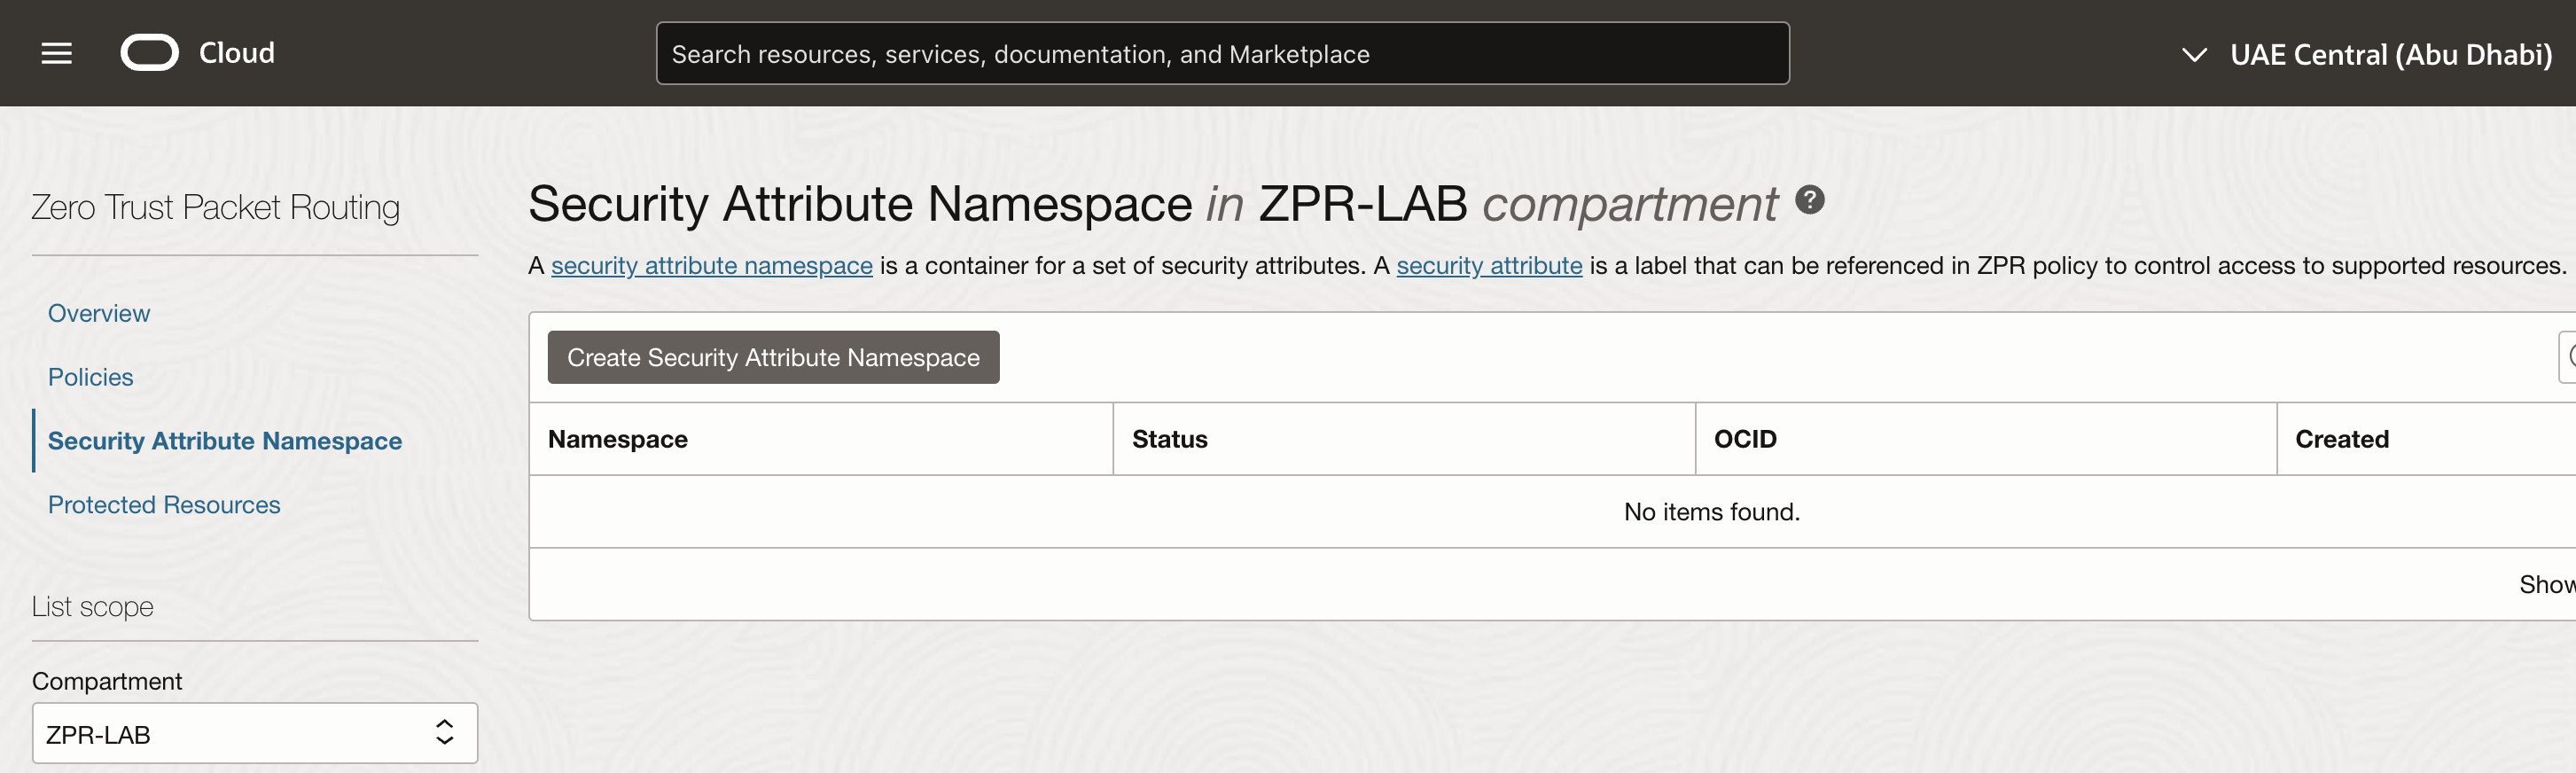 Cloud
Search resources, services, documentation, and Marketplace
UAE Central (Abu Dhabi)
Zero Trust Packet Routing
Overview
Policies
Security Attribute Namespace
Protected Resources
List scope
Compartment
ZPR-LAB
Security Attribute Namespace in ZPR-LAB compartment ?
A security attribute namespace is a container for a set of security attributes. A security attribute is a label that can be referenced in ZPR policy to control access to supported resources.
Create Security Attribute Namespace
Namespace Status OCID Created
No items found.
Show